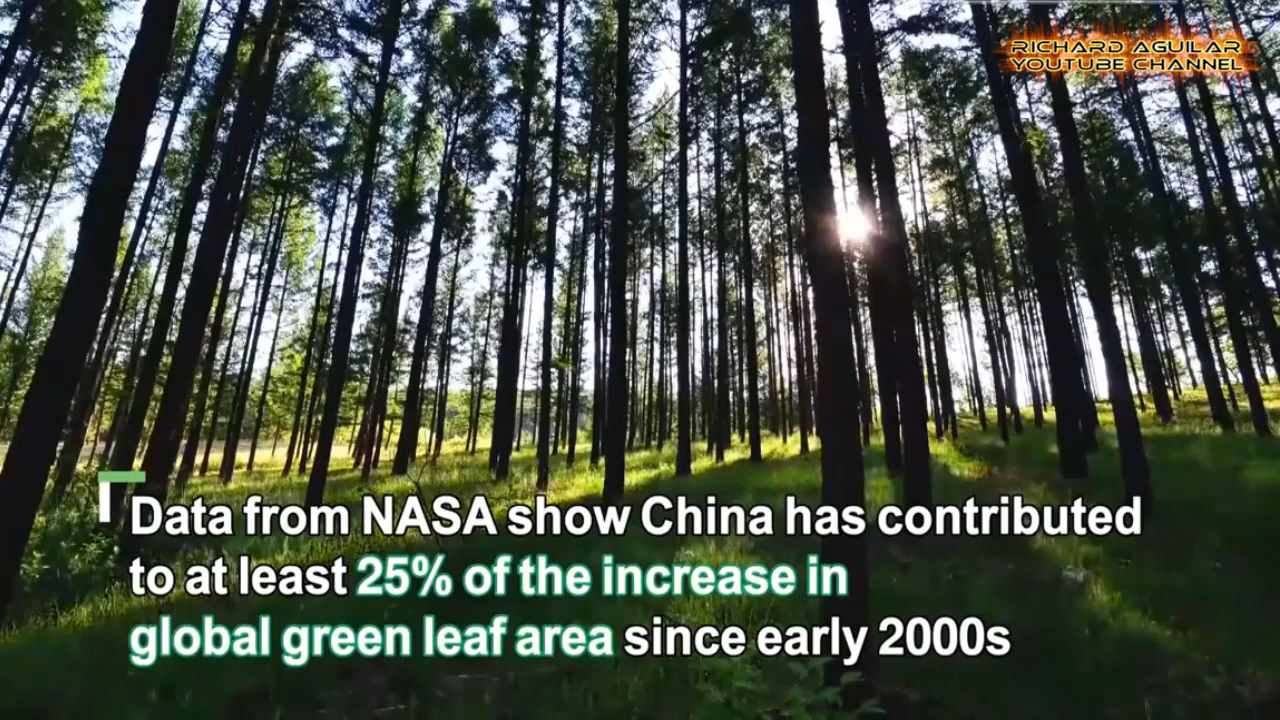 RICHARD AGUILAR
YOUTUBE CHANNEL
Data from NASA show China has contributed
to at least 25% of the increase in
global green leaf area since early 2000s